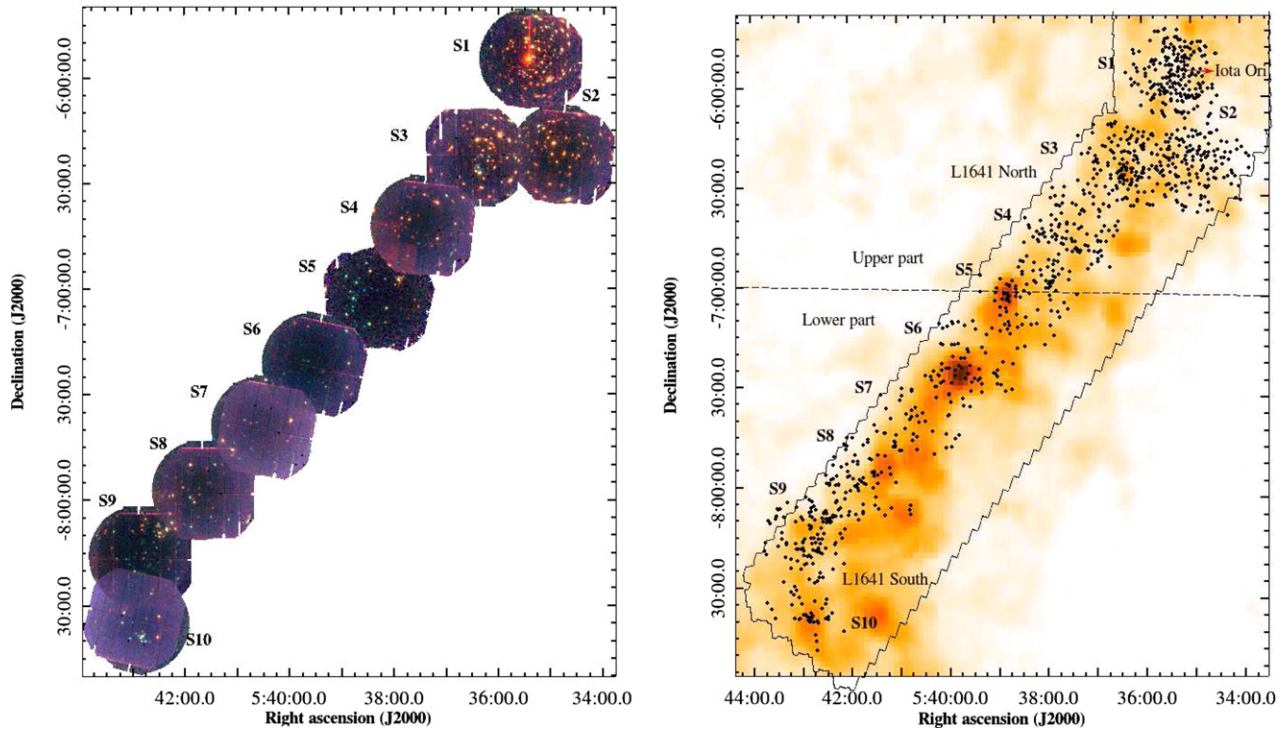 S1
S2
S3
S4
S5
S6
S7
S8
S9
S10
-6:00:00.0
30:00.0
-7:00:00.0
30:00.0
-8:00:00.0
30:00.0
Declination (J2000)
42:00.0 5:40:00.0 38:00.0 36:00.0 34:00.0
Right ascension (J2000)
S1
Iota Ori
S2
S3
L1641 North
S4
Upper part
S5
Lower part
S6
S7
S8
S9
L1641 South
S10
-6:00:00.0
30:00.0
-7:00:00.0
30:00.0
-8:00:00.0
30:00.0
Declination (J2000)
44:00.0 42:00.0 5:40:00.0 38:00.0 36:00.0 34:00.0
Right ascension (J2000)